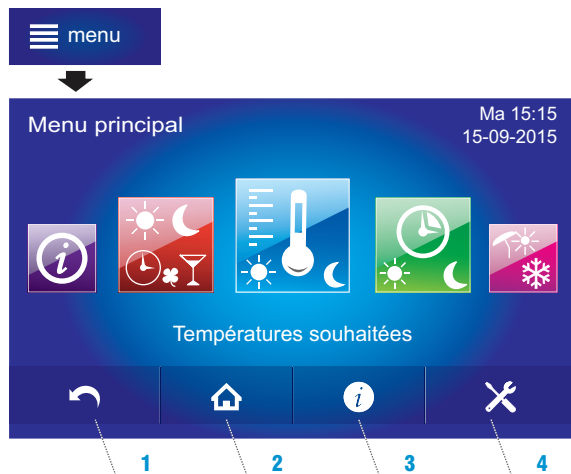 menu
Menu principal
Ma 15:15
15-09-2015
Températures souhaitées
1 2 3 4